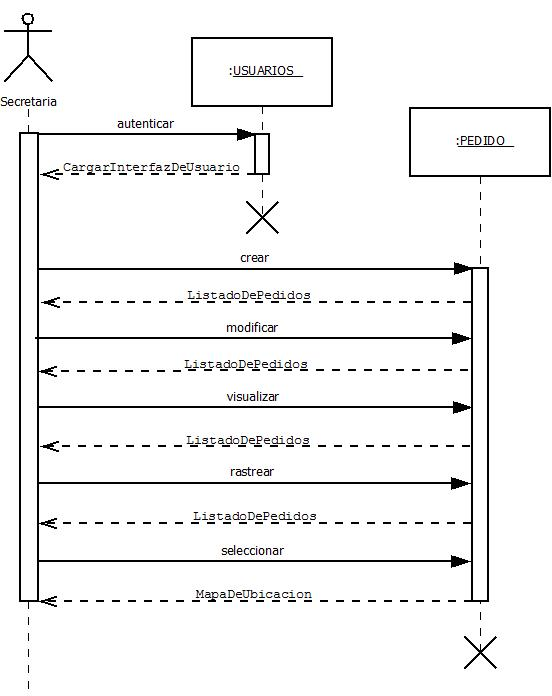 :USUARIOS
Secretaria
autenticar
:PEDIDO
CargarInterfazDeUsuario
crear
ListadoDePedidos
modificar
ListadoDePedidos
visualizar
ListadoDePedidos
rastrear
ListadoDePedidos
seleccionar
MapaDeUbicacion